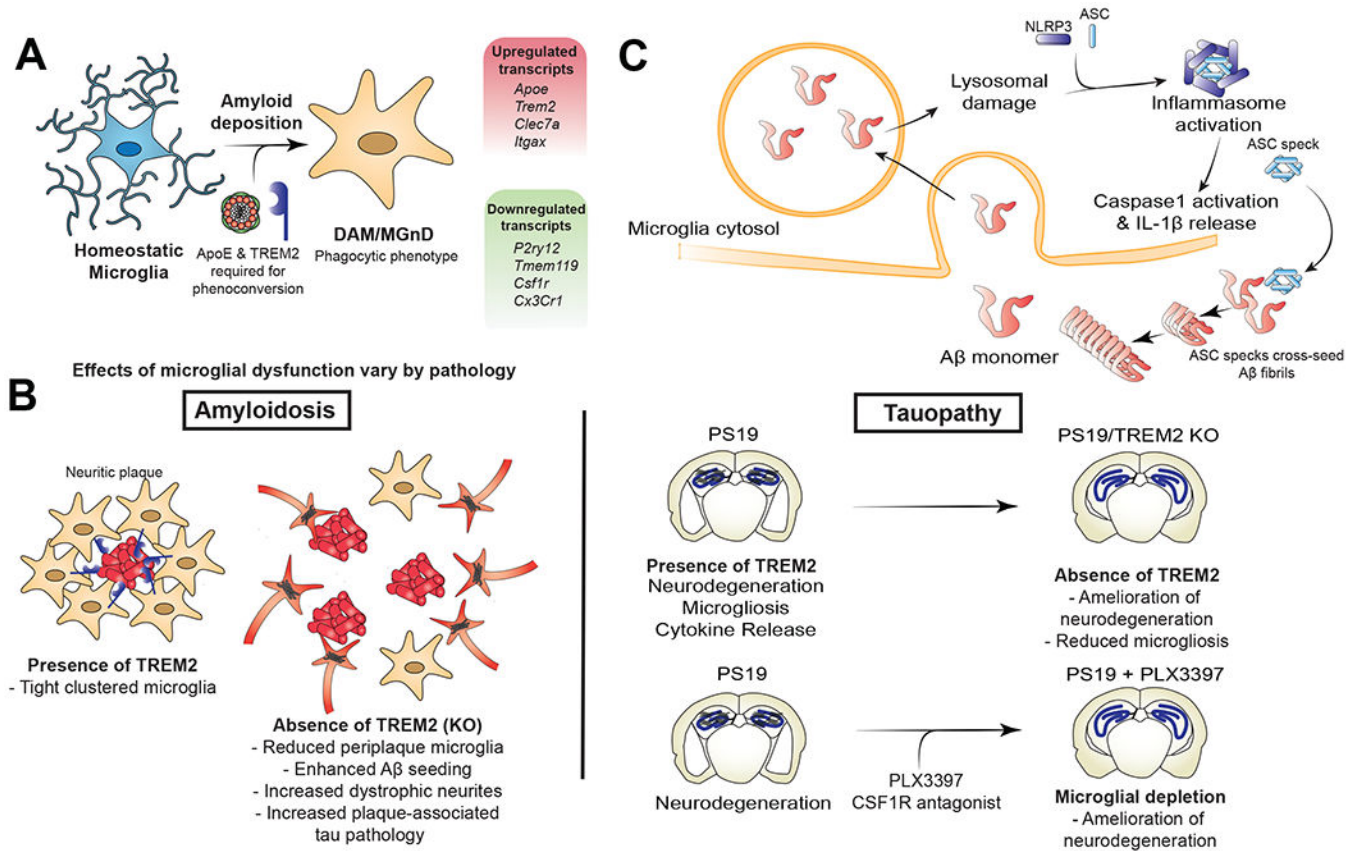 A
Amyloid
deposition
Homeostatic
Microglia
ApoE & TREM2
required for
phenoconversion
DAM/MGnD
Phagocytic phenotype
Upregulated
transcripts
Apoe
Trem2
Clec7a
Itgax
Downregulated
transcripts
P2ry12
Tmem119
Csf1r
Cx3Cr1
C
NLRP3
ASC
Lysosomal
damage
Inflammasome
activation
ASC speck
Caspase1 activation
& IL-1β release
Microglia cytosol
Aβ monomer
ASC specks cross-seed
Aβ fibrils
Effects of microglial dysfunction vary by pathology
B
Amyloidosis
Neuritic plaque
Presence of TREM2
- Tight clustered microglia
Absence of TREM2 (KO)
- Reduced periplaque microglia
- Enhanced Aβ seeding
- Increased dystrophic neurites
- Increased plaque-associated
tau pathology
Tauopathy
PS19
Presence of TREM2
Neurodegeneration
Microgliosis
Cytokine Release
PS19/TREM2 KO
Absence of TREM2
- Amelioration of
neurodegeneration
- Reduced microgliosis
PS19
Neurodegeneration
PLX3397
CSF1R antagonist
PS19 + PLX3397
Microglial depletion
- Amelioration of
neurodegeneration